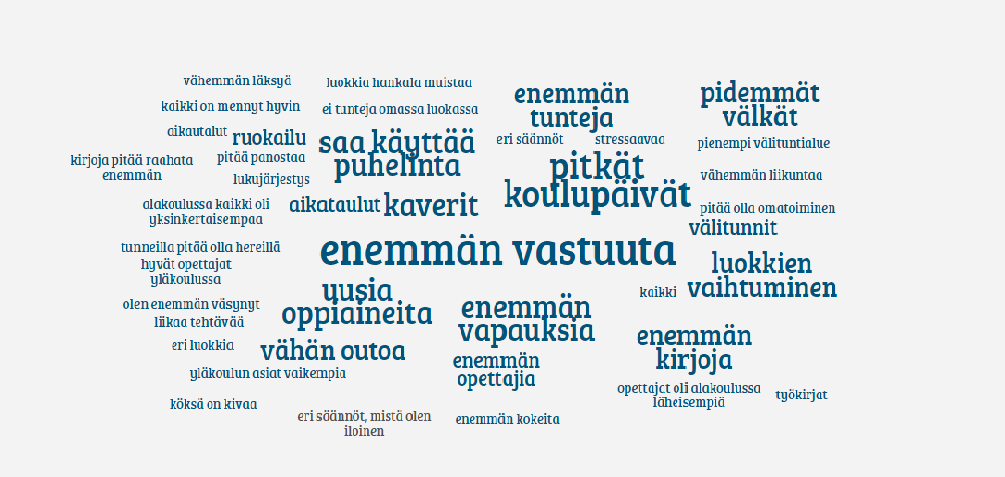 vähemmän läksyä
luokkia hankala muistaa
enemmän
tunteja
pidemmät
välkät
kaikki on mennyt hyvin
ei tunteja omassa luokassa
aikautalut
ruokailu
saa käyttää
puhelinta
eri säännöt
stressaavaa
pienempi välituntialue
kirjoja pitää raahata
enemmän
pitää panostaa
lukujärjestys
pitkät
koulupäivät
vähemmän liikuntaa
alakoulussa kaikki oli
yksinkertaisempaa
aikataulut
kaverit
pitää olla omatoiminen
välitunnit
tunneilla pitää olla hereillä
hyvät opettajat
yläkoulussa
enemmän vastuuta
luokkien
vaihtuminen
kaikki
olen enemmän väsynyt
liikaa tehtävää
uusia
oppiaineita
enemmän
vapauksia
enemmän
kirjoja
eri luokkia
vähän outoa
enemmän
opettajia
yläkoulun asiat vaikempia
opettajat oli alakoulussa
läheisempiä
työkirjat
köksä on kivaa
eri säännöt, mistä olen
iloinen
enemmän kokeita